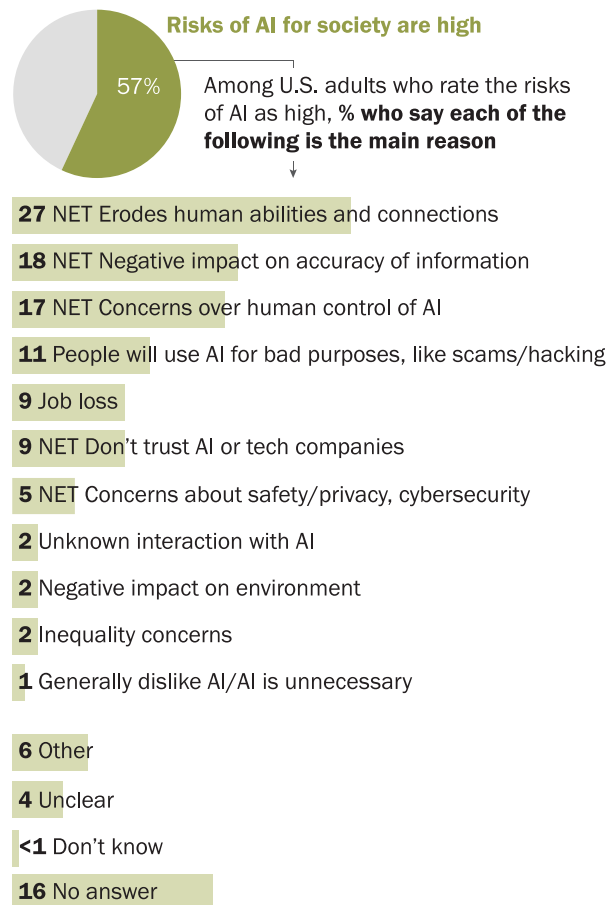 Risks of AI for society are high
57%
Among U.S. adults who rate the risks
of AI as high, % who say each of the
following is the main reason
27 NET Erodes human abilities and connections
18 NET Negative impact on accuracy of information
17 NET Concerns over human control of AI
11 People will use AI for bad purposes, like scams/hacking
9 Job loss
9 NET Don't trust AI or tech companies
5 NET Concerns about safety/privacy, cybersecurity
2 Unknown interaction with AI
2 Negative impact on environment
2 Inequality concerns
1 Generally dislike AI/AI is unnecessary
6 Other
4 Unclear
<1 Don't know
16 No answer